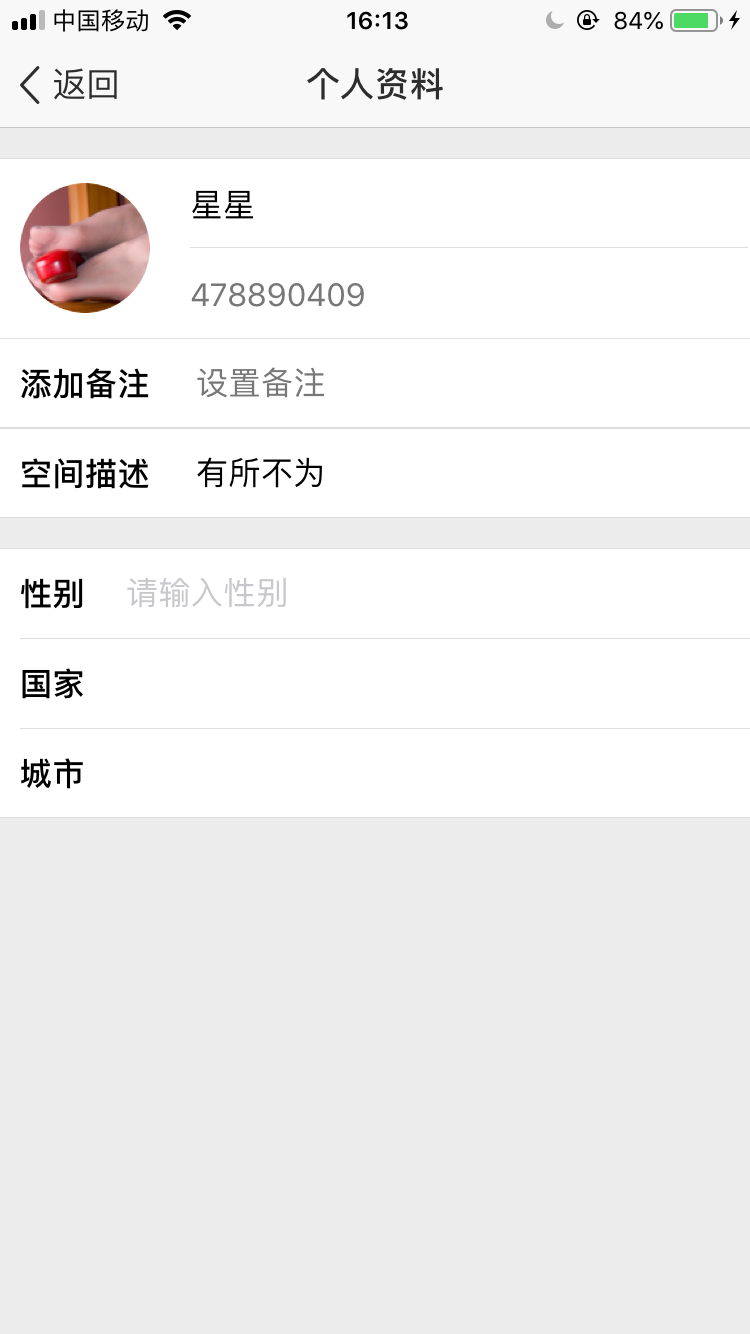 中国移动 16:13 84%
返回 个人资料
星星
478890409
添加备注 设置备注
空间描述 有所不为
性别 请输入性别
国家
城市